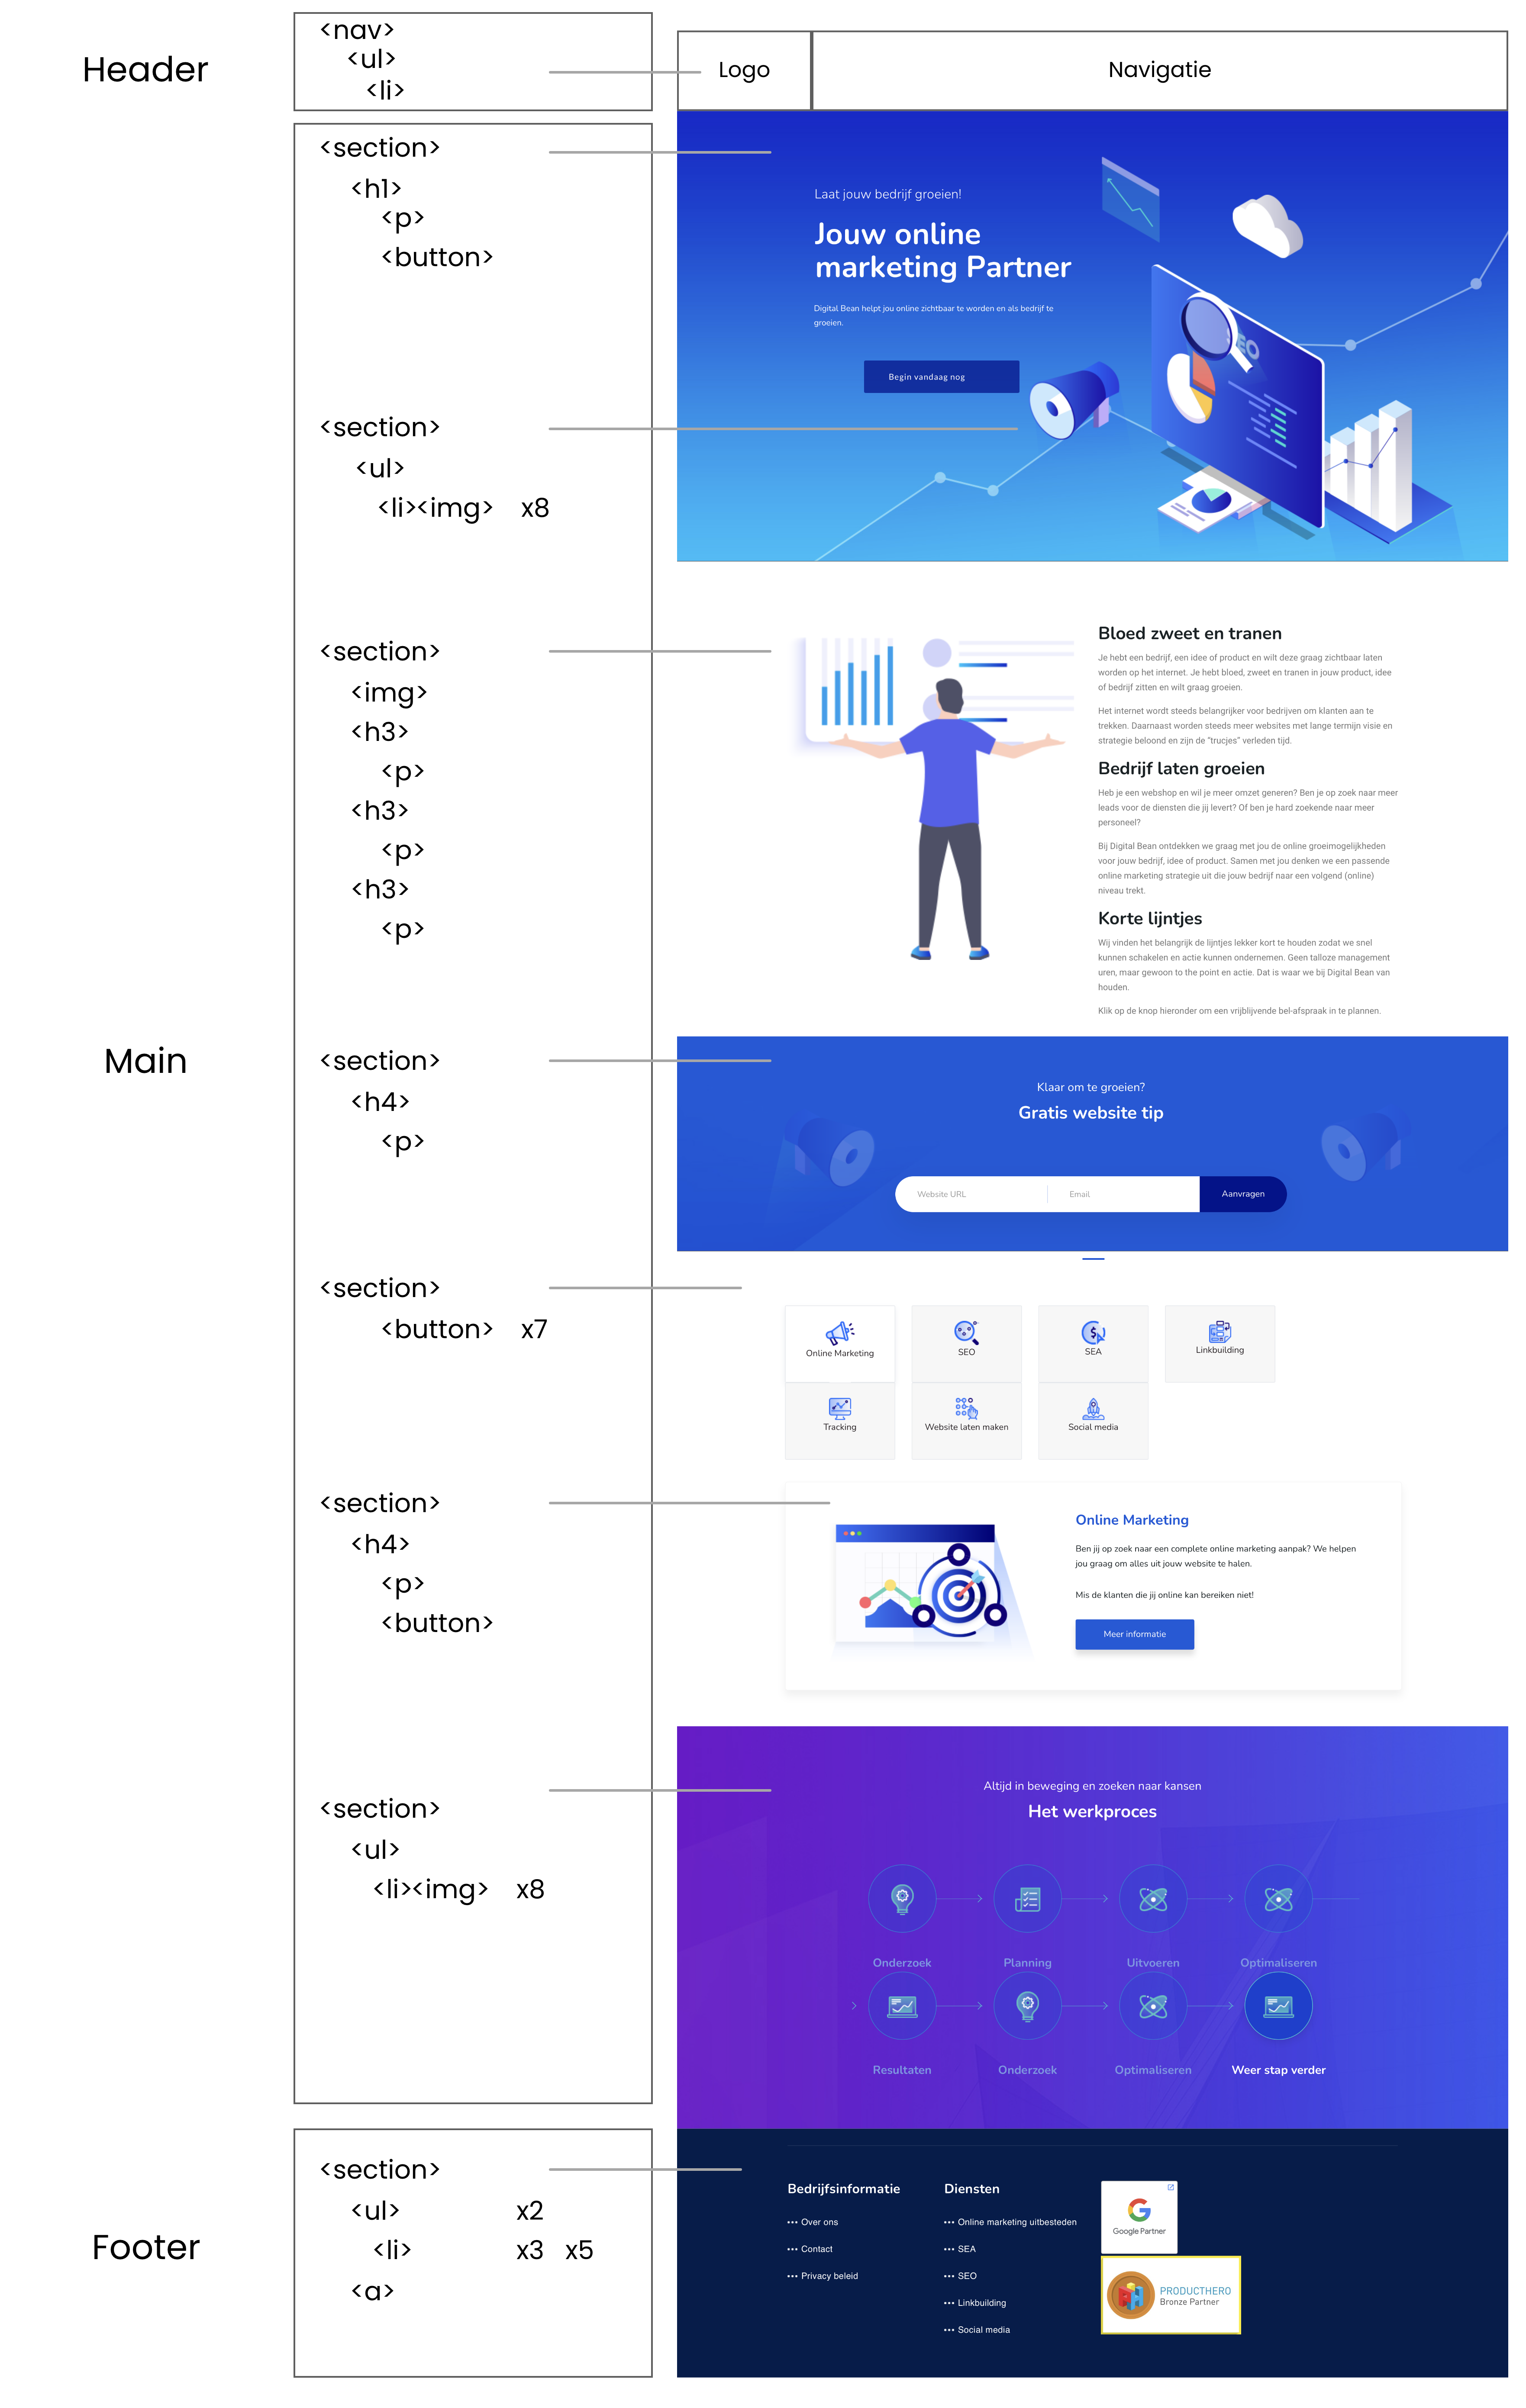 Header
<nav>
<ul>
<li>
Logo
Navigatie
Main
<section>
<h1>
<p>
<button>
<section>
<ul>
<li><img> x8
<section>
<img>
<h3>
<p>
<h3>
<p>
<h3>
<p>
<section>
<h4>
<p>
<section>
<button> x7
<section>
<h4>
<p>
<button>
<section>
<ul>
<li><img> x8
Footer
<section>
<ul> x2
<li> x3 x5
<a>
Laat jouw bedrijf groeien!
Jouw online
marketing Partner
Digital Bean helpt jou online zichtbaar te worden en als bedrijf te
groeien.
Begin vandaag nog
SEO
Bloed zweet en tranen
Je hebt een bedrijf, een idee of product en wilt deze graag zichtbaar laten
worden op het internet. Je hebt bloed, zweet en tranen in jouw product, idee
of bedrijf zitten en wilt graag groeien.
Het internet wordt steeds belangrijker voor bedrijven om klanten aan te
trekken. Daarnaast worden steeds meer websites met lange termijn visie en
strategie beloond en zijn de “trucjes” verleden tijd.
Bedrijf laten groeien
Heb je een webshop en wil je meer omzet generen? Ben je op zoek naar meer
leads voor de diensten die jij levert? Of ben je hard zoekende naar meer
personeel?
Bij Digital Bean ontdekken we graag met jou de online groeimogelijkheden
voor jouw bedrijf, idee of product. Samen met jou denken we een passende
online marketing strategie uit die jouw bedrijf naar een volgend (online)
niveau trekt.
Korte lijntjes
Wij vinden het belangrijk de lijntjes lekker kort te houden zodat we snel
kunnen schakelen en actie kunnen ondernemen. Geen talloze management
uren, maar gewoon to the point en actie. Dat is waar we bij Digital Bean van
houden.
Klik op de knop hieronder om een vrijblijvende bel-afspraak in te plannen.
Klaar om te groeien?
Gratis website tip
Website URL
Email
Aanvragen
Online Marketing
SEO
SEA
Linkbuilding
Tracking
Website laten maken
Social media
Online Marketing
Ben jij op zoek naar een complete online marketing aanpak? We helpen
jou graag om alles uit jouw website te halen.
Mis de klanten die jij online kan bereiken niet!
Meer informatie
Altijd in beweging en zoeken naar kansen
Het werkproces
Onderzoek
Planning
Uitvoeren
Optimaliseren
Resultaten
Onderzoek
Optimaliseren
Weer stap verder
Bedrijfsinformatie
Over ons
Contact
Privacy beleid
Diensten
Online marketing uitbesteden
SEA
SEO
Linkbuilding
Social media
Google Partner
PRODUCTHERO
Bronze Partner